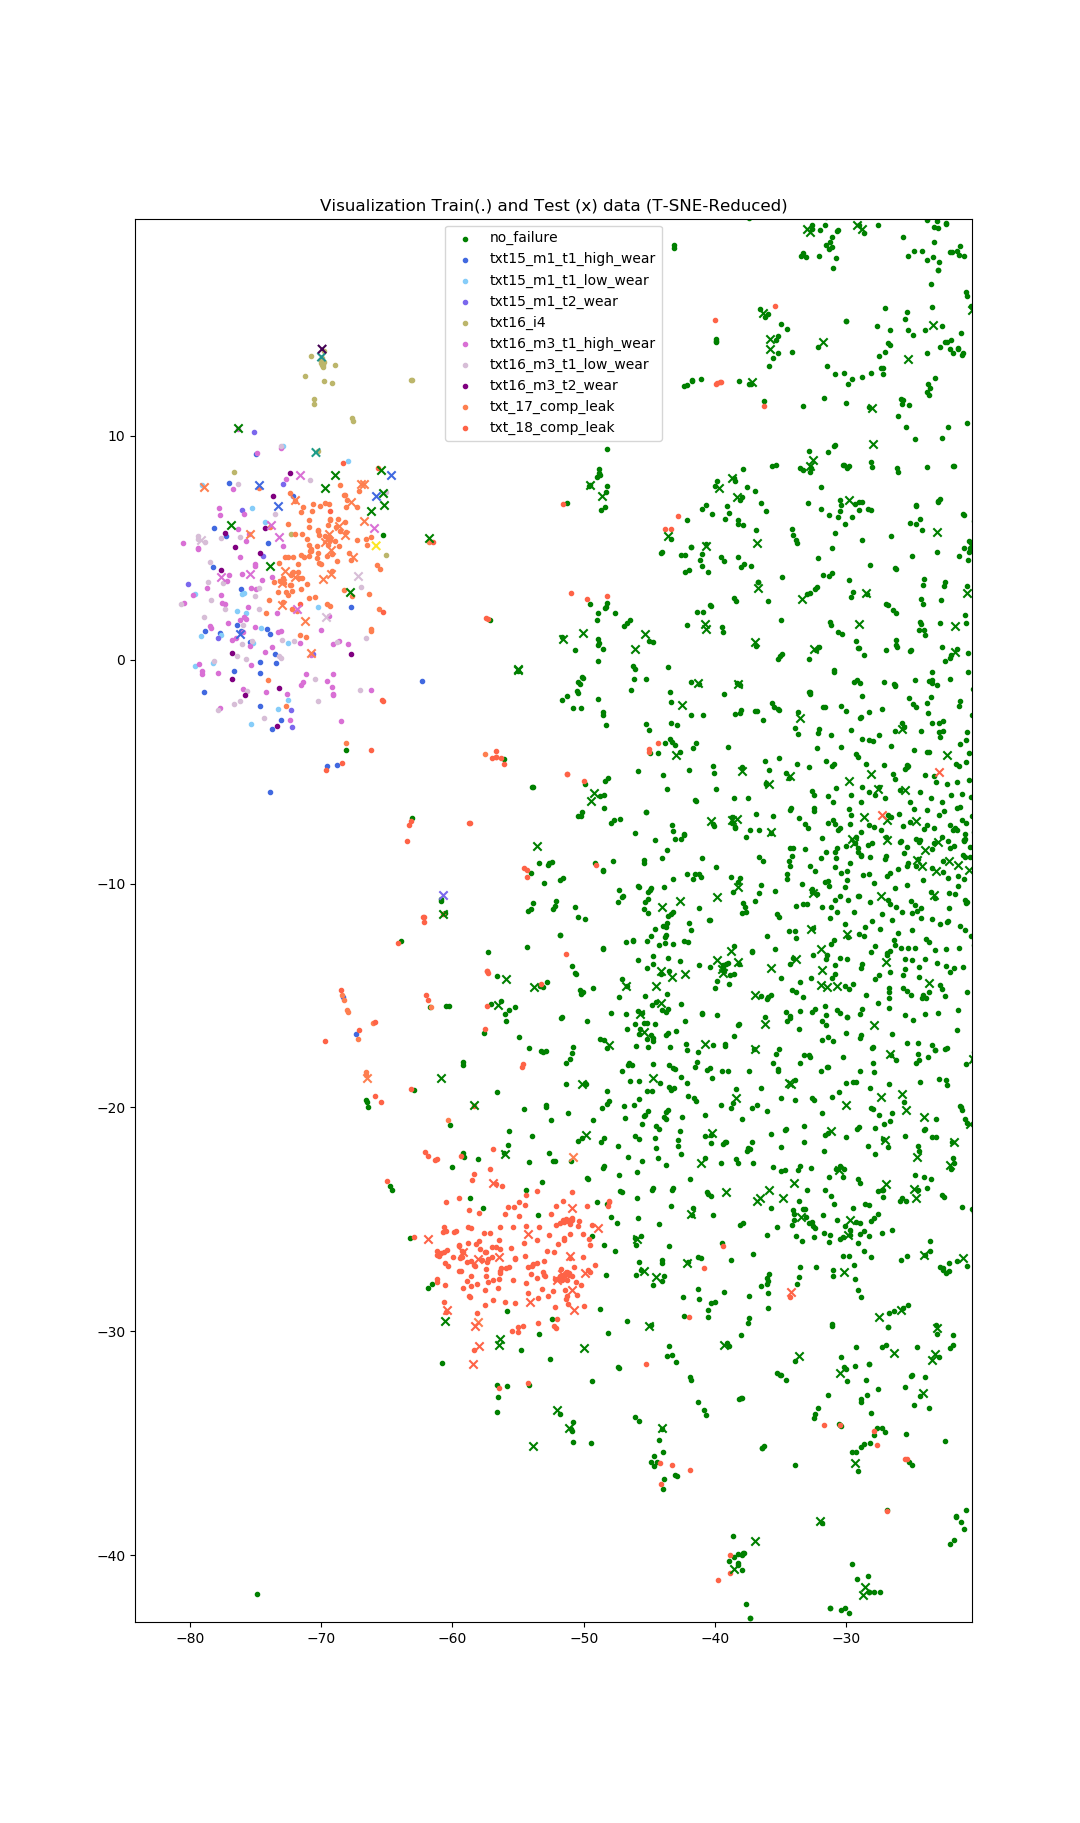 Visualization Train(.) and Test (x) data (T-SNE-Reduced)
no_failure
txt15_m1_t1_high_wear
txt15_m1_t1_low_wear
txt15_m1_t2_wear
txt16_i4
txt16_m3_t1_high_wear
txt16_m3_t1_low_wear
txt16_m3_t2_wear
txt_17_comp_leak
txt_18_comp_leak
10
0
−10
−20
−30
−40
−80 −70 −60 −50 −40 −30